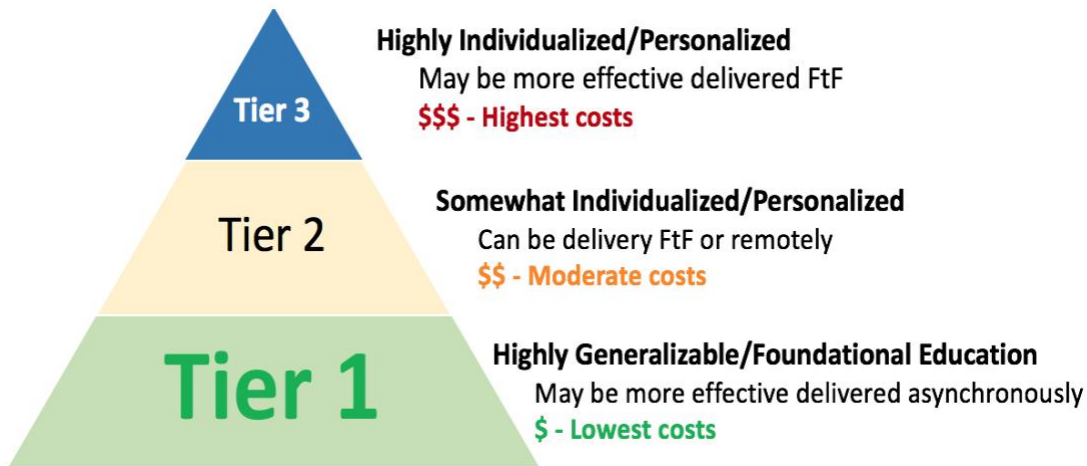 Highly Individualized/Personalized
May be more effective delivered FtF
Tier 3
$$$ - Highest costs
Somewhat Individualized/Personalized
Tier 2
Can be delivery FtF or remotely
$$ - Moderate costs
Highly Generalizable/Foundational Education
Tier 1
May be more effective delivered asynchronously
$ - Lowest costs